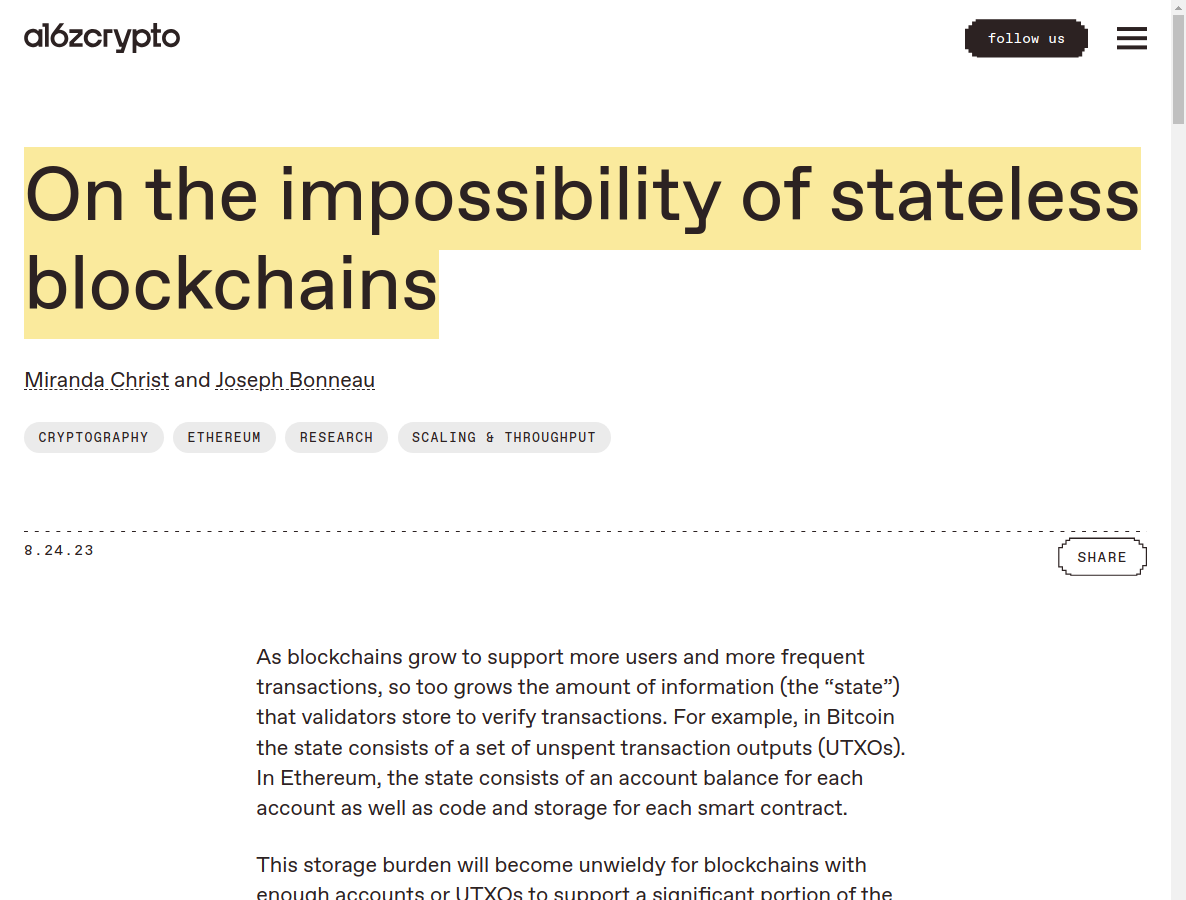 a16zcrypto
follow us
On the impossibility of stateless
blockchains
Miranda Christ and Joseph Bonneau
CRYPTOGRAPHY ETHEREUM RESEARCH SCALING & THROUGHPUT
8.24.23
SHARE
As blockchains grow to support more users and more frequent
transactions, so too grows the amount of information (the “state”)
that validators store to verify transactions. For example, in Bitcoin
the state consists of a set of unspent transaction outputs (UTXOs).
In Ethereum, the state consists of an account balance for each
account as well as code and storage for each smart contract.
This storage burden will become unwieldy for blockchains with
enough accounts or UTXOs to support a significant portion of the